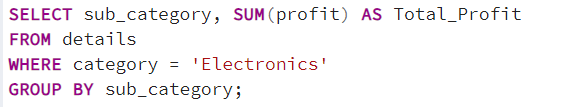 SELECT sub_category, SUM(profit) AS Total_Profit
FROM details
WHERE category = 'Electronics'
GROUP BY sub_category;